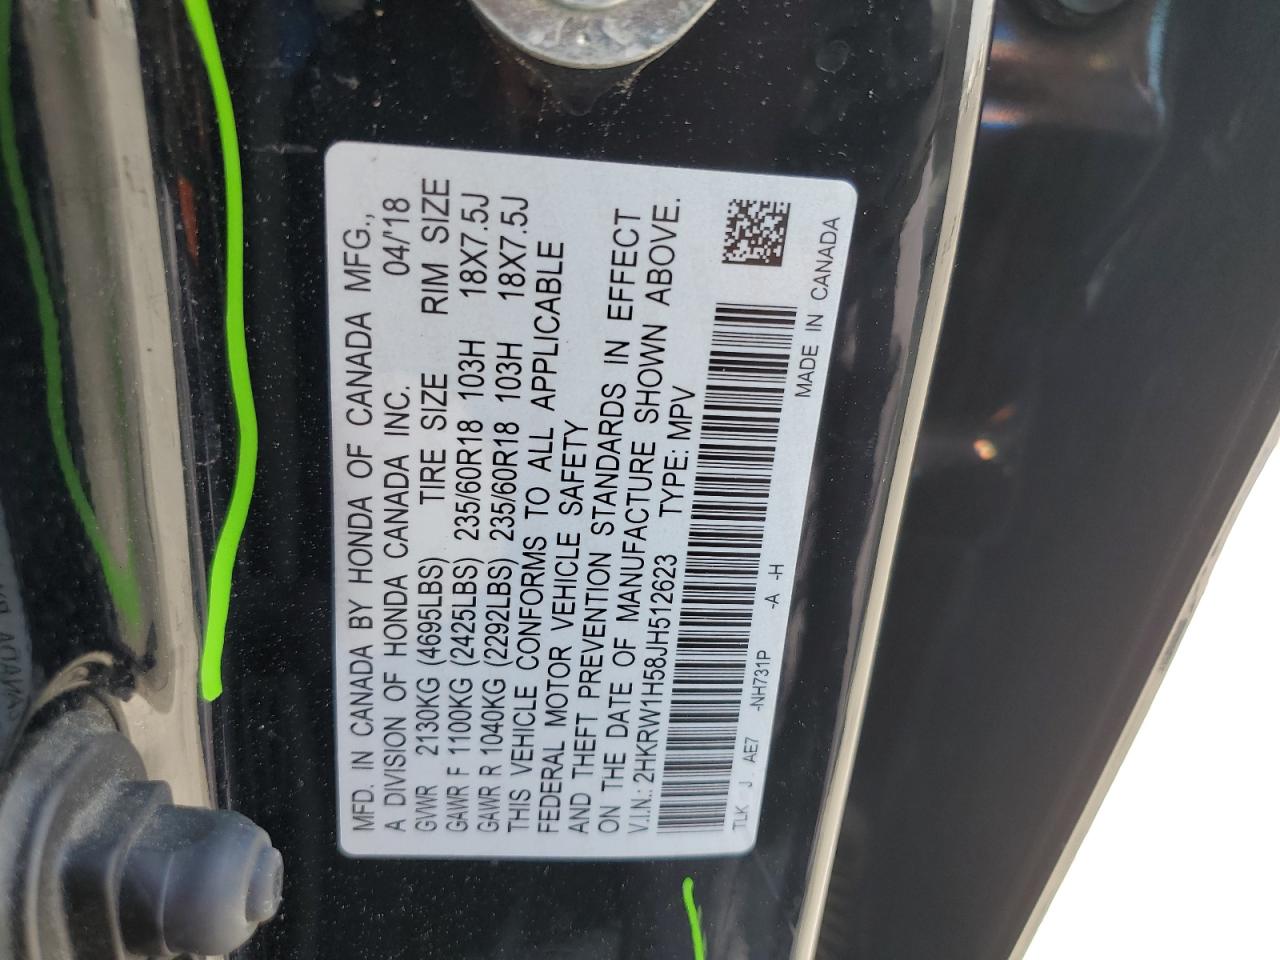 MFD. IN CANADA BY HONDA OF CANADA MFG.,
A DIVISION OF HONDA CANADA INC. 04/'18
GVWR 2130KG (4695LBS) TIRE SIZE RIM SIZE
GAWR F 1100KG (2425LBS) 235/60R18 103H 18X7.5J
GAWR R 1040KG (2292LBS) 235/60R18 103H 18X7.5J
THIS VEHICLE CONFORMS TO ALL APPLICABLE
FEDERAL MOTOR VEHICLE SAFETY
AND THEFT PREVENTION STANDARDS IN EFFECT
ON THE DATE OF MANUFACTURE SHOWN ABOVE.
V.I.N.: 2HKRW1H58JH512623 TYPE: MPV
TLK J. AE7 -NH731P -A -H MADE IN CANADA